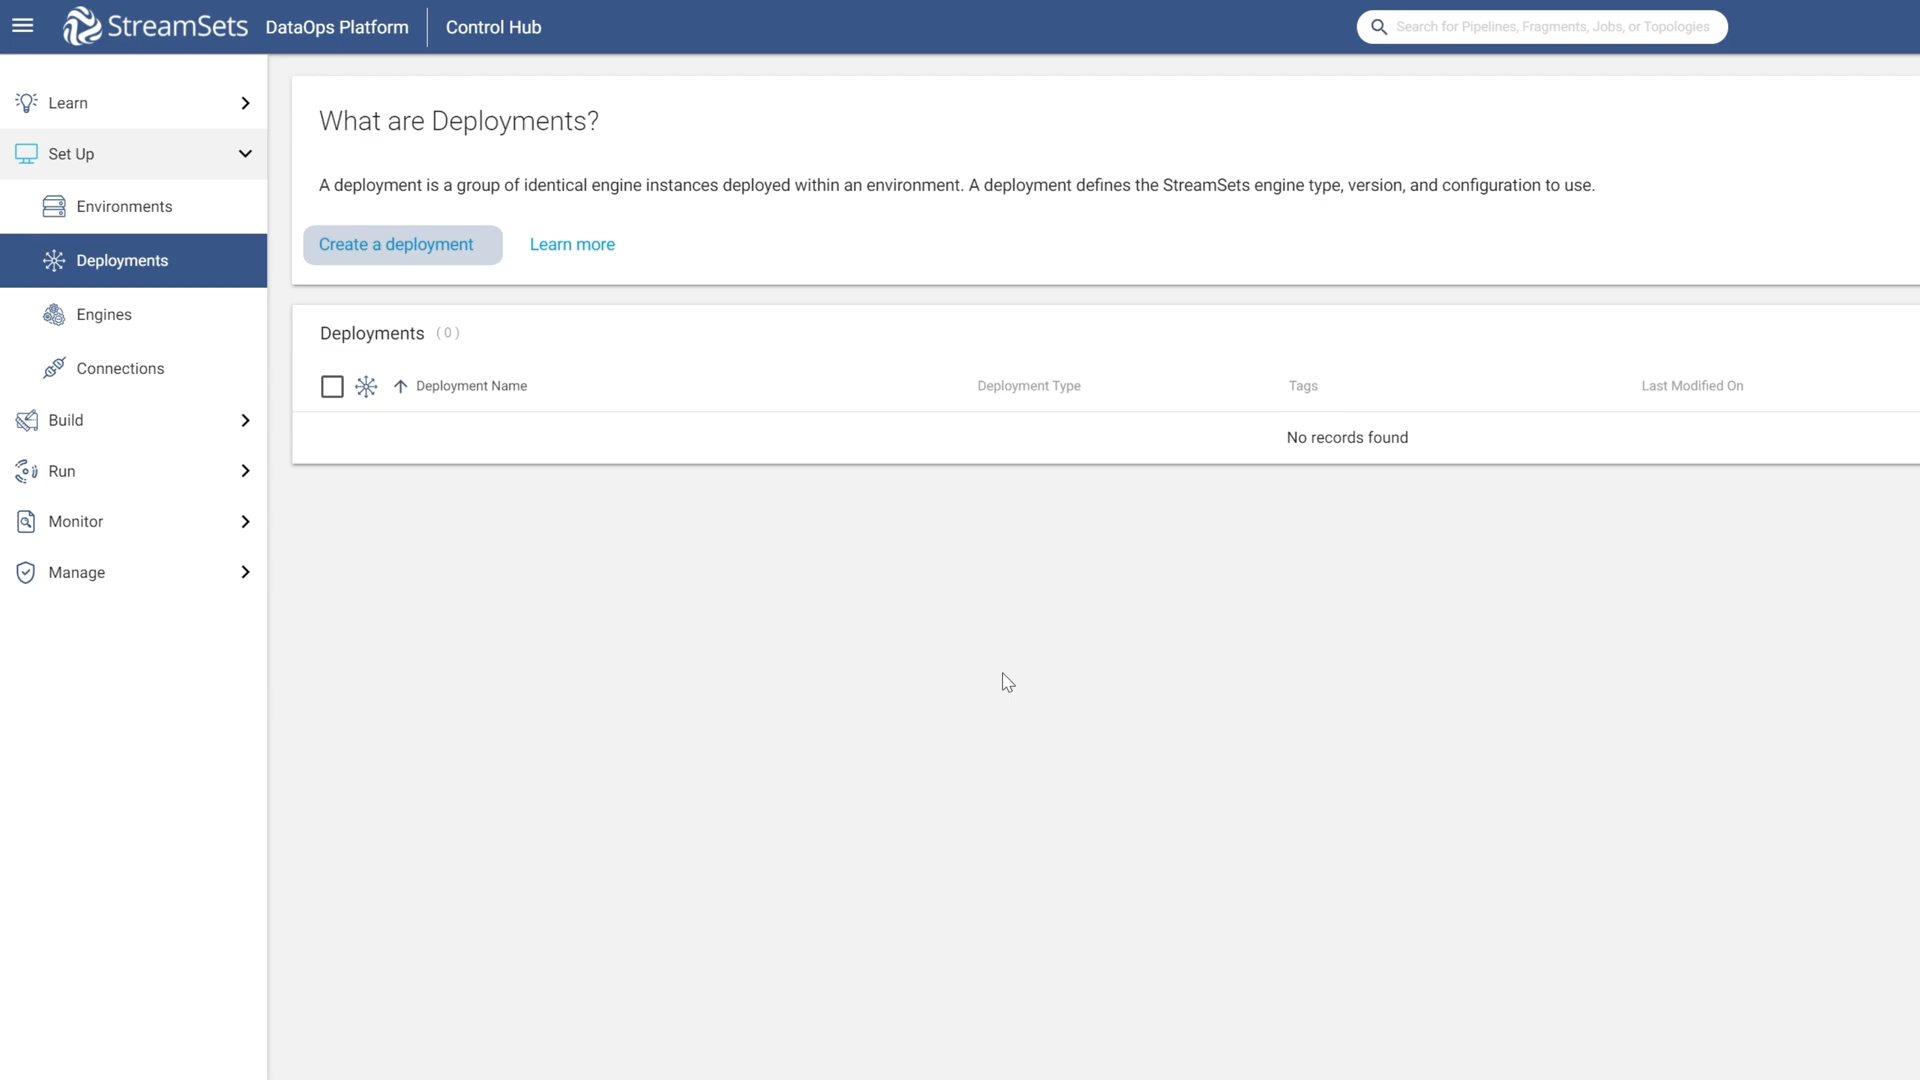 StreamSets DataOps Platform Control Hub
Search for Pipelines, Fragments, Jobs, or Topologies
Learn
Set Up
Environments
Deployments
Engines
Connections
Build
Run
Monitor
Manage
What are Deployments?
A deployment is a group of identical engine instances deployed within an environment. A deployment defines the StreamSets engine type, version, and configuration to use.
Create a deployment Learn more
Deployments (0)
Deployment Name Deployment Type Tags Last Modified On
No records found